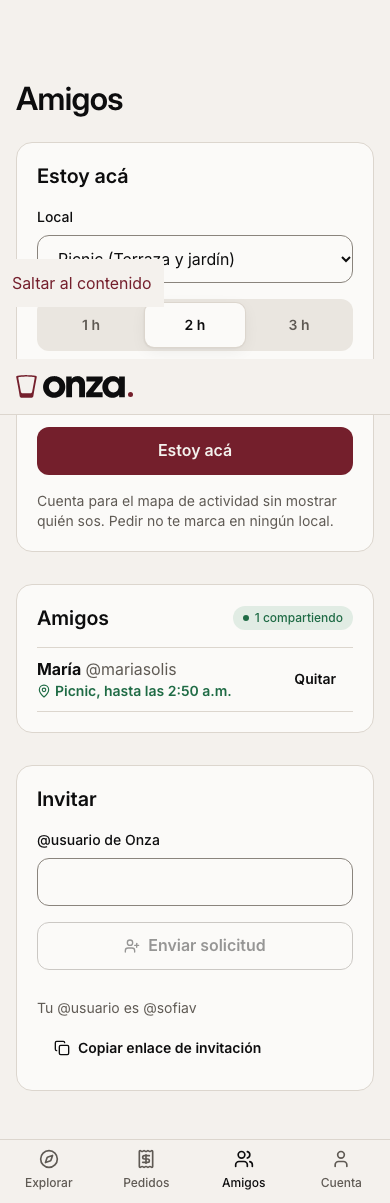 Amigos
Estoy acá
Local
Picnic (Terraza y jardín)
Saltar al contenido
1 h
2 h
3 h
onza.
Estoy acá
Cuenta para el mapa de actividad sin mostrar
quién sos. Pedir no te marca en ningún local.
Amigos
1 compartiendo
María @mariasolis
Quitar
Picnic, hasta las 2:50 a.m.
Invitar
@usuario de Onza
Enviar solicitud
Tu @usuario es @sofiav
Copiar enlace de invitación
Explorar
Pedidos
Amigos
Cuenta